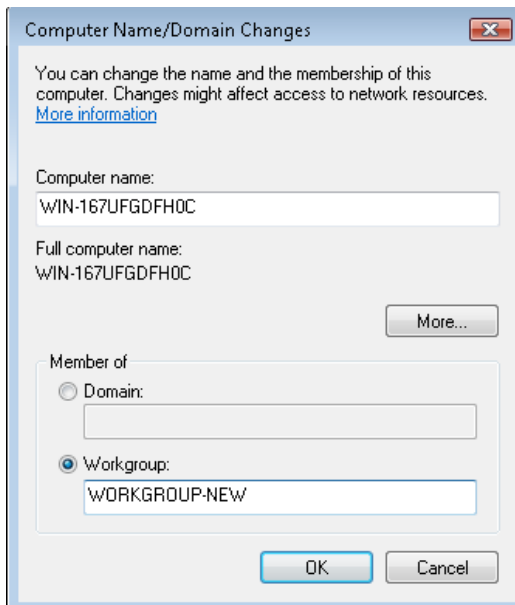 Computer Name/Domain Changes
You can change the name and the membership of this
computer. Changes might affect access to network resources.
More information
Computer name:
WIN-167UFGDFH0C
Full computer name:
WIN-167UFGDFH0C
More...
Member of
Domain:
Workgroup:
WORKGROUP-NEW
OK
Cancel